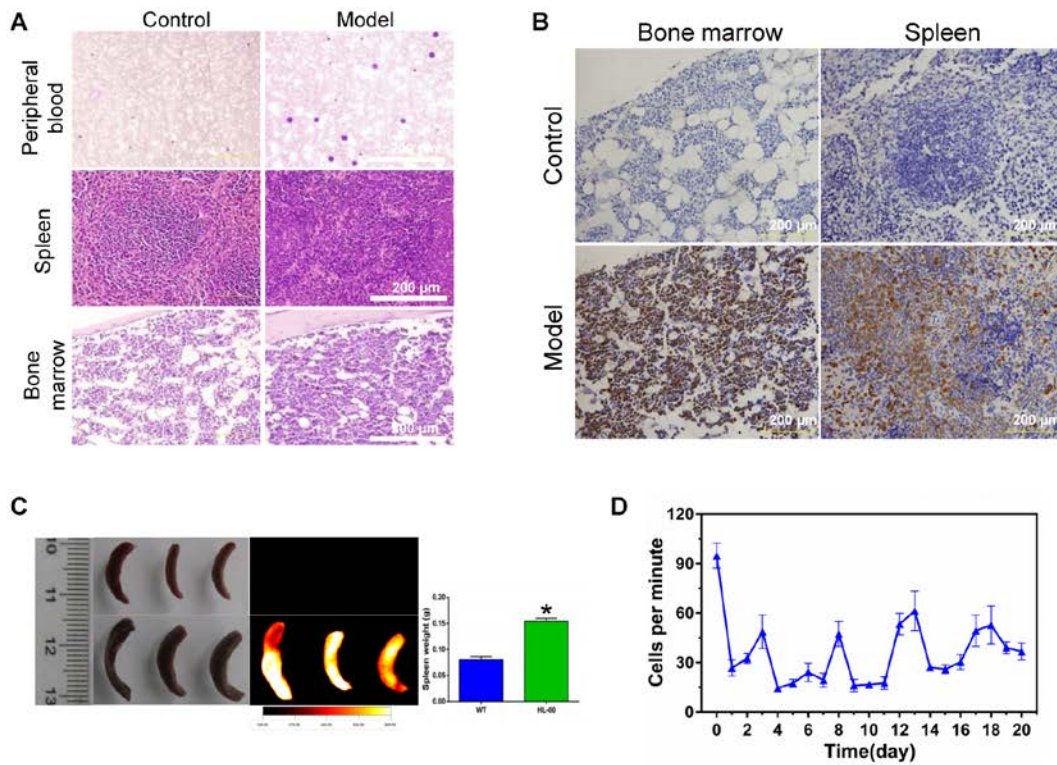 A
Control
Model
Peripheral
blood
Spleen
200 µm
Bone
marrow
200 µm
B
Bone marrow
Spleen
Control
200 µm
200 µm
Model
200 µm
200 µm
C
10
11
12
13
Spleen weight (g)
0.20
0.15
0.10
0.05
0.00
*
WT
HL-60
D
Cells per minute
120
90
60
30
0
0 2 4 6 8 10 12 14 16 18 20
Time(day)